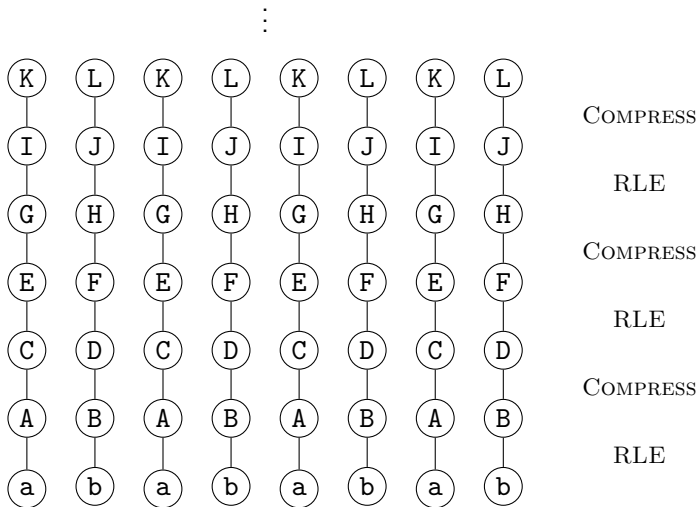 ⋮
K L K L K L K L
COMPRESS
I J I J I J I J
RLE
G H G H G H G H
COMPRESS
E F E F E F E F
RLE
C D C D C D C D
COMPRESS
A B A B A B A B
RLE
a b a b a b a b